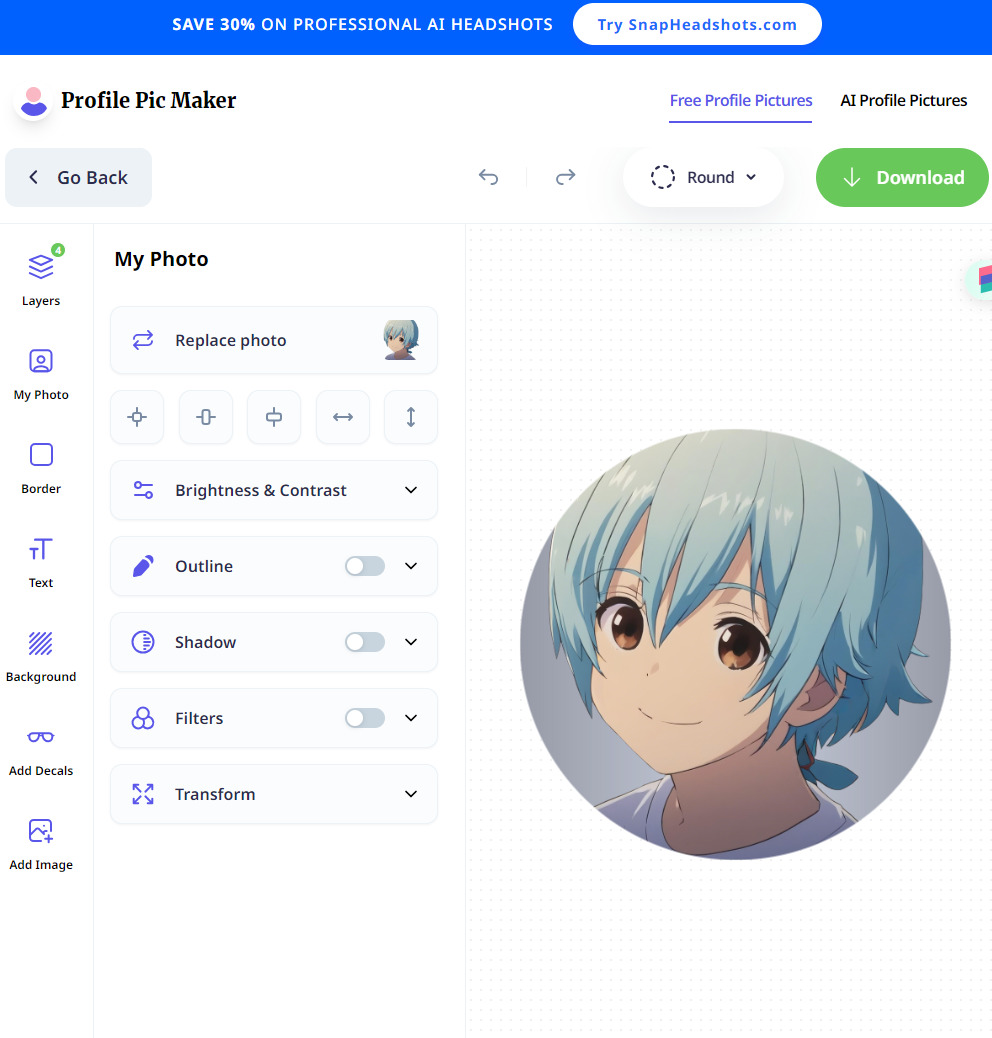 SAVE 30% ON PROFESSIONAL AI HEADSHOTS
Try SnapHeadshots.com
Profile Pic Maker
Free Profile Pictures
AI Profile Pictures
Go Back
Round
Download
4
Layers
My Photo
Border
Text
Background
Add Decals
Add Image
My Photo
Replace photo
Brightness & Contrast
Outline
Shadow
Filters
Transform